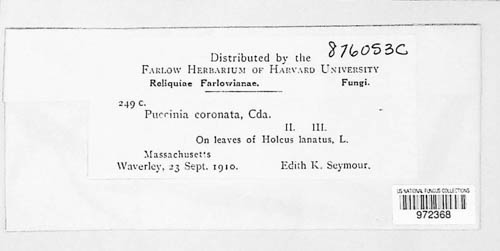 Distributed by the 876053C
FARLOW HERBARIUM OF HARVARD UNIVERSITY
Reliquiae Farlowianae. Fungi.
249 c.
Puccinia coronata, Cda.
II. III.
On leaves of Holcus lanatus, L.
Massachusetts
Waverley, 23 Sept. 1910. Edith K. Seymour.
US NATIONAL FUNGUS COLLECTIONS
972368